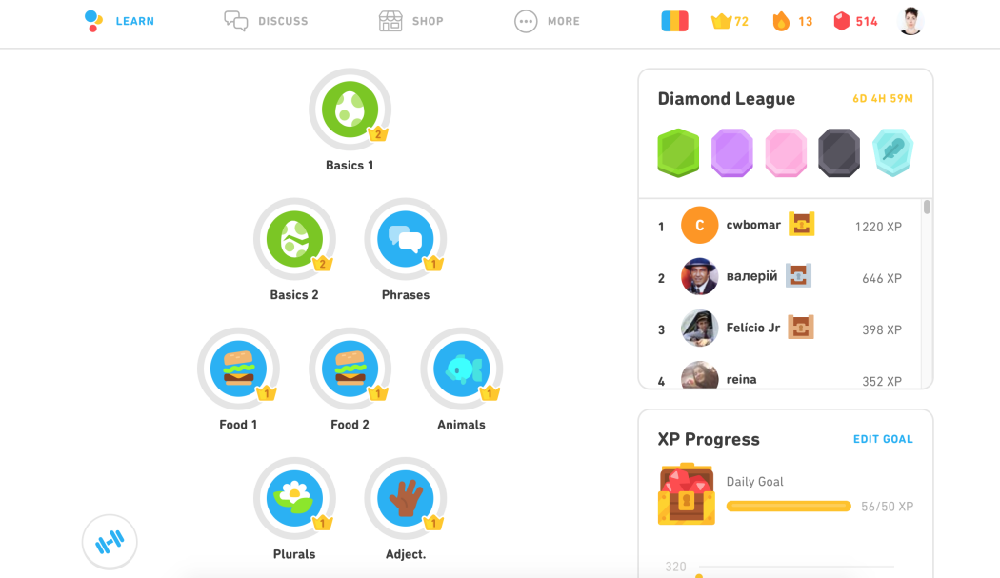 LEARN
DISCUSS
SHOP
MORE
72
13
514
2
Basics 1
2
Basics 2
1
Phrases
1
Food 1
1
Food 2
1
Animals
1
Plurals
1
Adject.
Diamond League
6D 4H 59M
1 C cwbomar 1220 XP
2 валерій 646 XP
3 Felício Jr 398 XP
4 reina 352 XP
XP Progress
EDIT GOAL
Daily Goal
56/50 XP
320